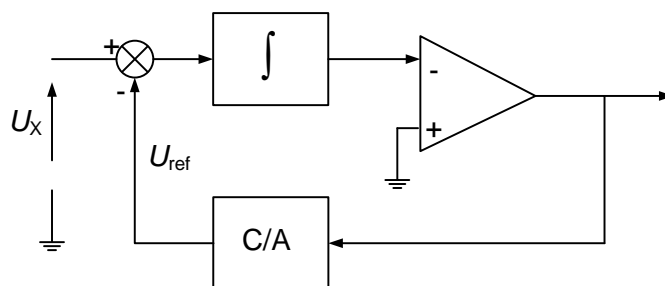 +
∫
-
-
U_X
U_ref
+
C/A